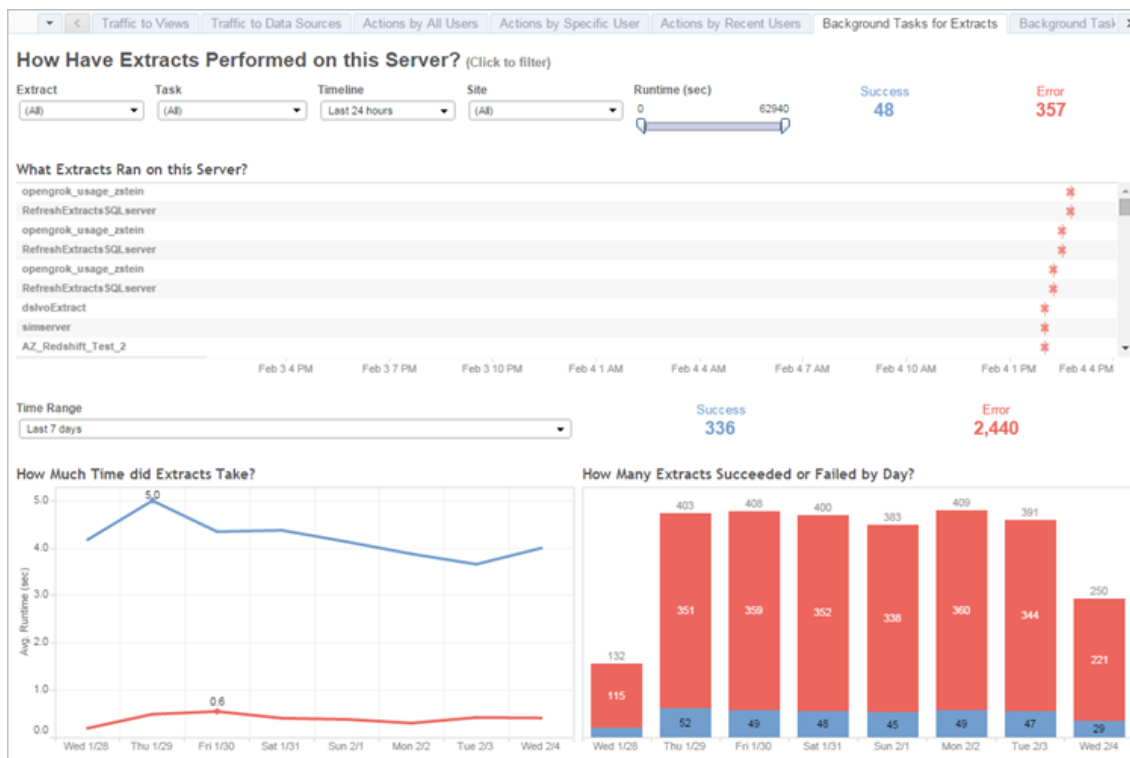 Traffic to Views Traffic to Data Sources Actions by All Users Actions by Specific User Actions by Recent Users Background Tasks for Extracts Background Task
How Have Extracts Performed on this Server? (Click to filter)
Extract Task Timeline Site Runtime (sec) Success Error
(All) (All) Last 24 hours (All) 0 62940 48 357
What Extracts Ran on this Server?
opengrok_usage_zstein
RefreshExtractsSQLserver
opengrok_usage_zstein
RefreshExtractsSQLserver
opengrok_usage_zstein
RefreshExtractsSQLserver
dslvoExtract
simserver
AZ_Redshift_Test_2
Feb 3 4 PM Feb 3 7 PM Feb 3 10 PM Feb 4 1 AM Feb 4 4 AM Feb 4 7 AM Feb 4 10 AM Feb 4 1 PM Feb 4 4 PM
Time Range Success Error
Last 7 days 336 2,440
How Much Time did Extracts Take?
5.0 5.0
4.0
3.0
2.0
1.0
0.6
0.0
Avg. Runtime (sec)
Wed 1/28 Thu 1/29 Fri 1/30 Sat 1/31 Sun 2/1 Mon 2/2 Tue 2/3 Wed 2/4
How Many Extracts Succeeded or Failed by Day?
132 403 408 400 383 409 391 250
115 351 359 352 338 360 344 221
52 49 48 45 49 47 29
Wed 1/28 Thu 1/29 Fri 1/30 Sat 1/31 Sun 2/1 Mon 2/2 Tue 2/3 Wed 2/4